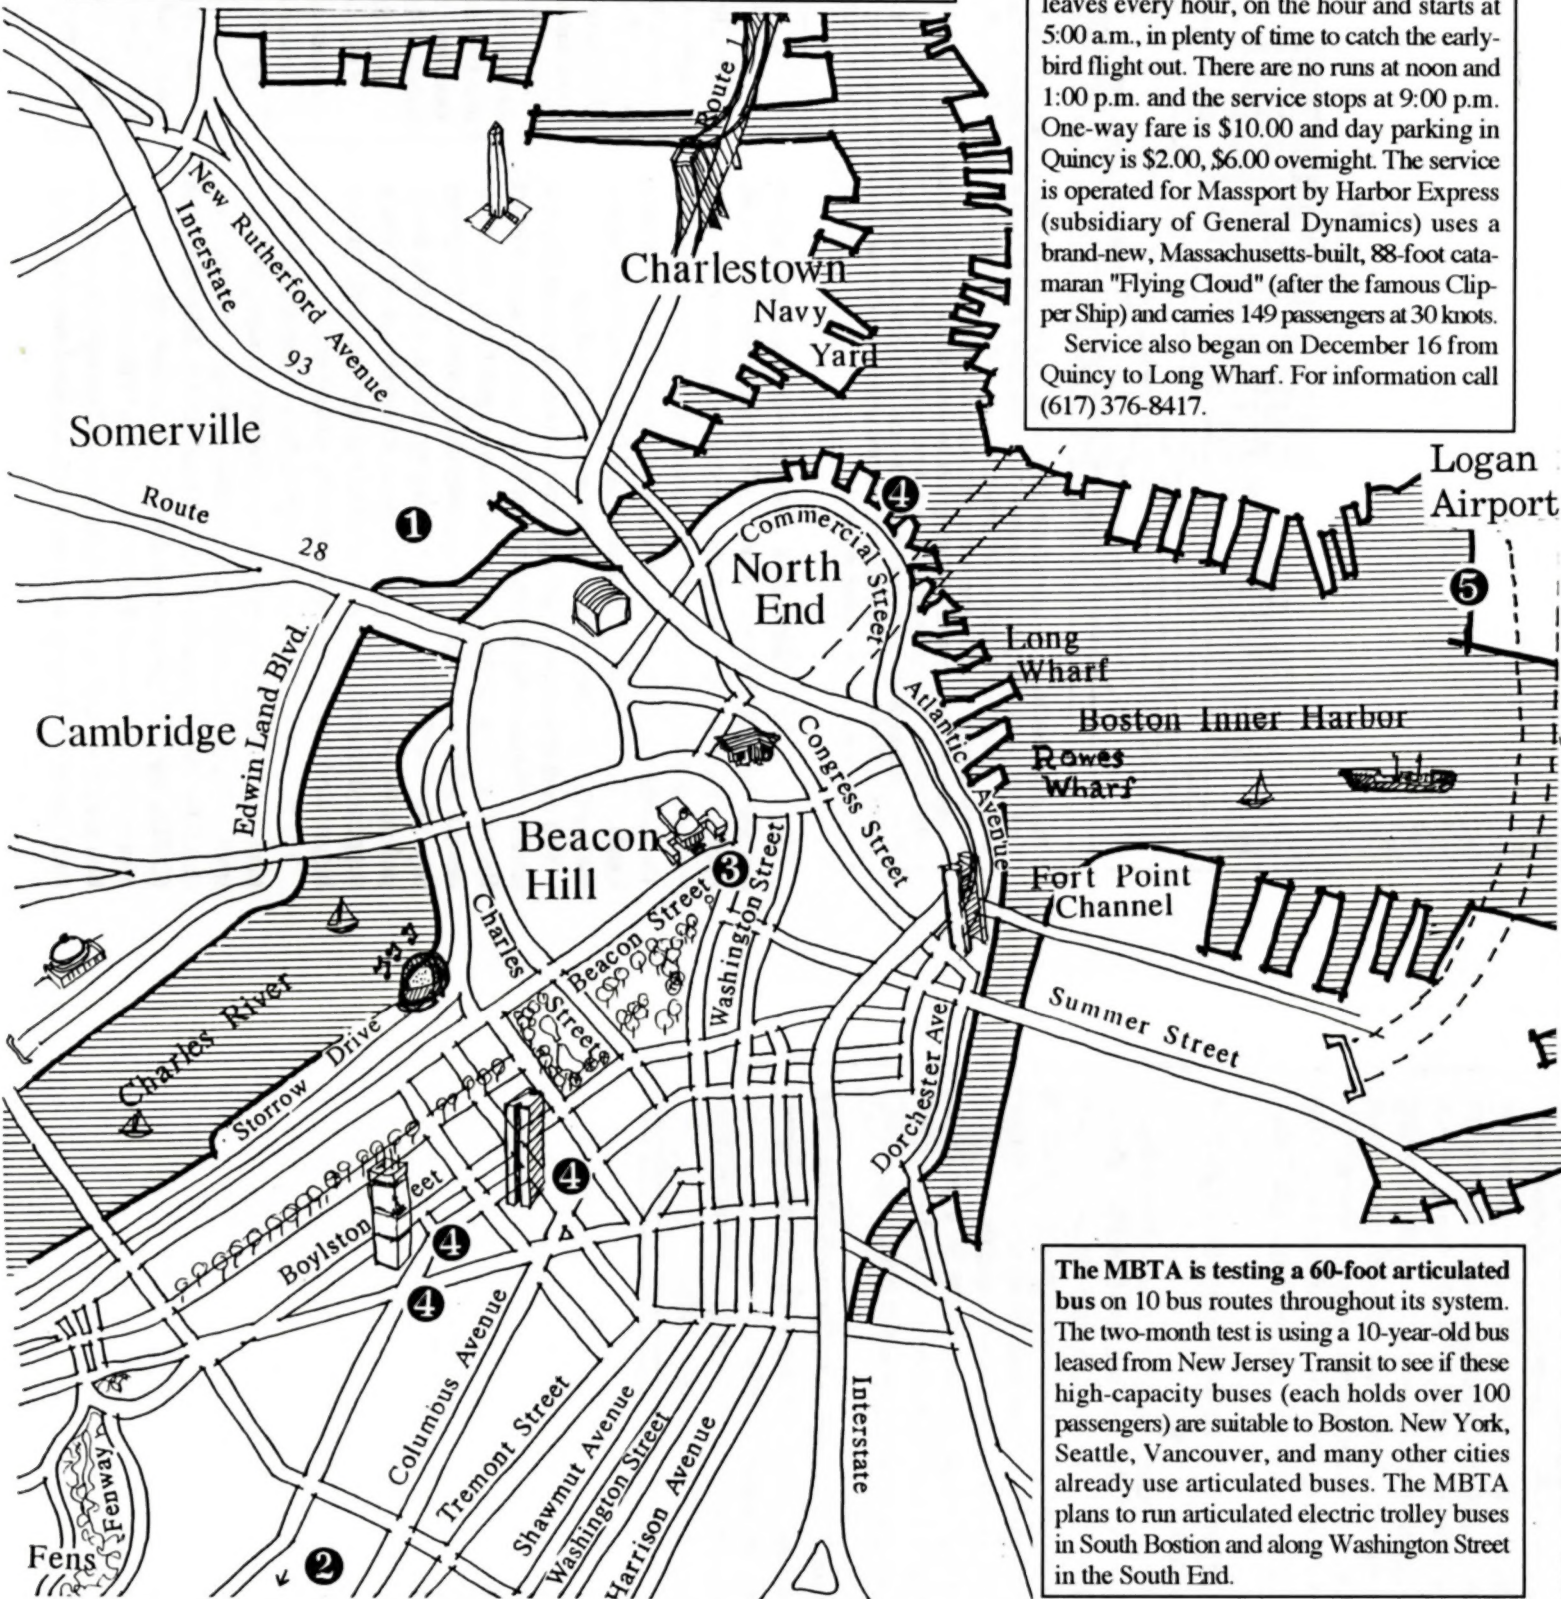 leaves every hour, on the hour and starts at
5:00 a.m., in plenty of time to catch the early-
bird flight out. There are no runs at noon and
1:00 p.m. and the service stops at 9:00 p.m.
One-way fare is $10.00 and day parking in
Quincy is $2.00, $6.00 overnight. The service
is operated for Massport by Harbor Express
(subsidiary of General Dynamics) uses a
brand-new, Massachusetts-built, 88-foot cata-
maran "Flying Cloud" (after the famous Clip-
per Ship) and carries 149 passengers at 30 knots.
Service also began on December 16 from
Quincy to Long Wharf. For information call
(617) 376-8417.
Route 1
New Rutherford Avenue
Interstate
93
Charlestown
Navy
Yard
Somerville
Route
28
1
4
Commercial Street
North
End
Logan
Airport
5
Long
Wharf
Edwin Land Blvd.
Cambridge
Atlantic
Avenue
Boston Inner Harbor
Rowes
Wharf
Congress Street
Beacon
Hill
3
Washington Street
Beacon Street
Charles
Street
Fort Point
Channel
Charles River
Storrow Drive
Summer Street
Dorchester Ave.
4
Boylston
eet
4
4
Columbus Avenue
Tremont Street
Shawmut Avenue
Washington Street
Harrison Avenue
Interstate
Fenway
Fens
2
The MBTA is testing a 60-foot articulated
bus on 10 bus routes throughout its system.
The two-month test is using a 10-year-old bus
leased from New Jersey Transit to see if these
high-capacity buses (each holds over 100
passengers) are suitable to Boston. New York,
Seattle, Vancouver, and many other cities
already use articulated buses. The MBTA
plans to run articulated electric trolley buses
in South Bostion and along Washington Street
in the South End.